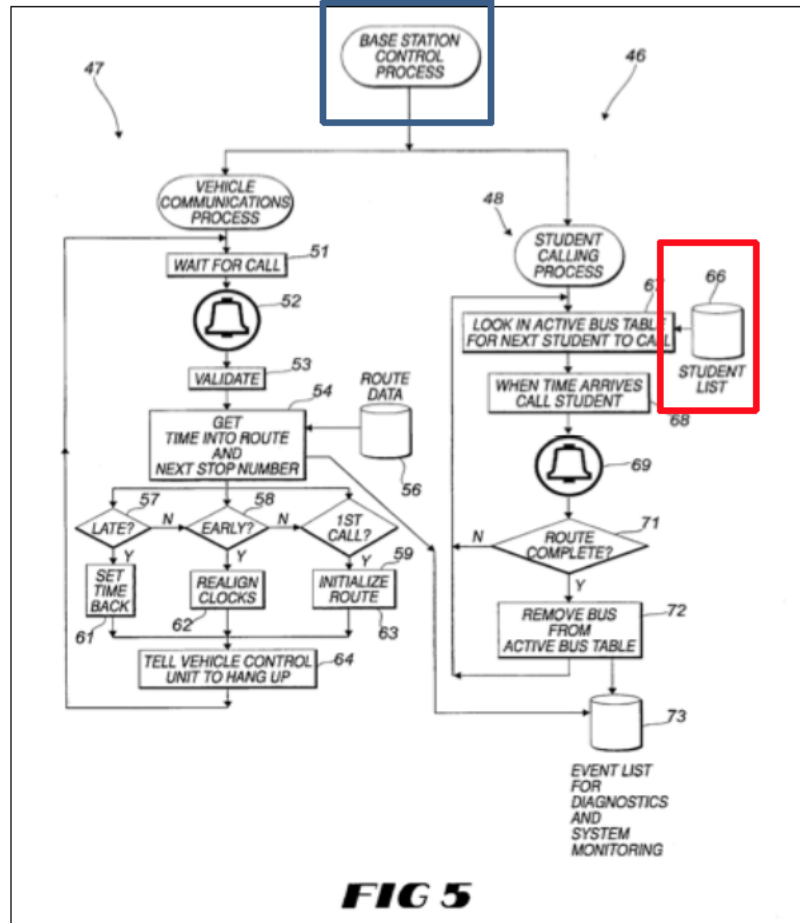 BASE STATION
CONTROL
PROCESS
47
46
VEHICLE
COMMUNICATIONS
PROCESS
48
STUDENT
CALLING
PROCESS
51
WAIT FOR CALL
52
53
VALIDATE
54
GET
TIME INTO ROUTE
AND
NEXT STOP NUMBER
ROUTE
DATA
56
57
LATE?
N
Y
58
EARLY?
N
Y
1ST
CALL?
Y
59
SET
TIME
BACK
61
REALIGN
CLOCKS
62
INITIALIZE
ROUTE
63
TELL VEHICLE CONTROL
UNIT TO HANG UP
64
66
STUDENT
LIST
67
LOOK IN ACTIVE BUS TABLE
FOR NEXT STUDENT TO CALL
WHEN TIME ARRIVES
CALL STUDENT
68
69
71
N
ROUTE
COMPLETE?
Y
72
REMOVE BUS
FROM
ACTIVE BUS TABLE
73
EVENT LIST
FOR
DIAGNOSTICS
AND
SYSTEM
MONITORING
FIG 5